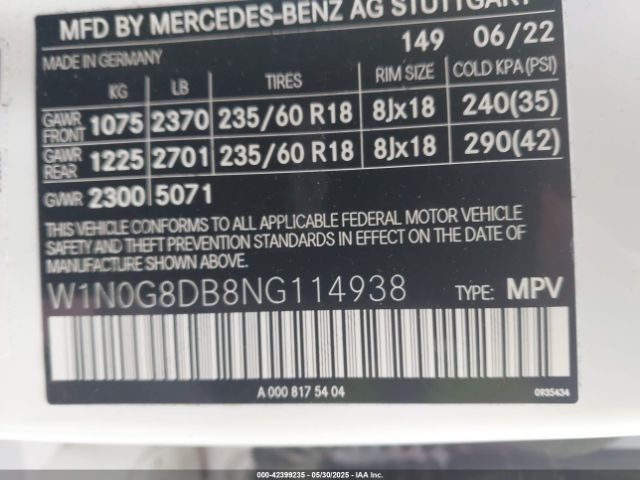 MFD BY MERCEDES-BENZ AG STUTTGART
MADE IN GERMANY 149 06/22
KG LB TIRES RIM SIZE COLD KPA(PSI)
GAWR FRONT 1075 2370 235/60 R18 8Jx18 240(35)
GAWR REAR 1225 2701 235/60 R18 8Jx18 290(42)
GVWR 2300 5071
THIS VEHICLE CONFORMS TO ALL APPLICABLE FEDERAL MOTOR VEHICLE
SAFETY AND THEFT PREVENTION STANDARDS IN EFFECT ON THE DATE OF
MANUFACTURE SHOWN ABOVE.
W1N0G8DB8NG114938 TYPE: MPV
A 000 817 54 04 0935434
000-42399235 - 05/30/2025 - IAA Inc.